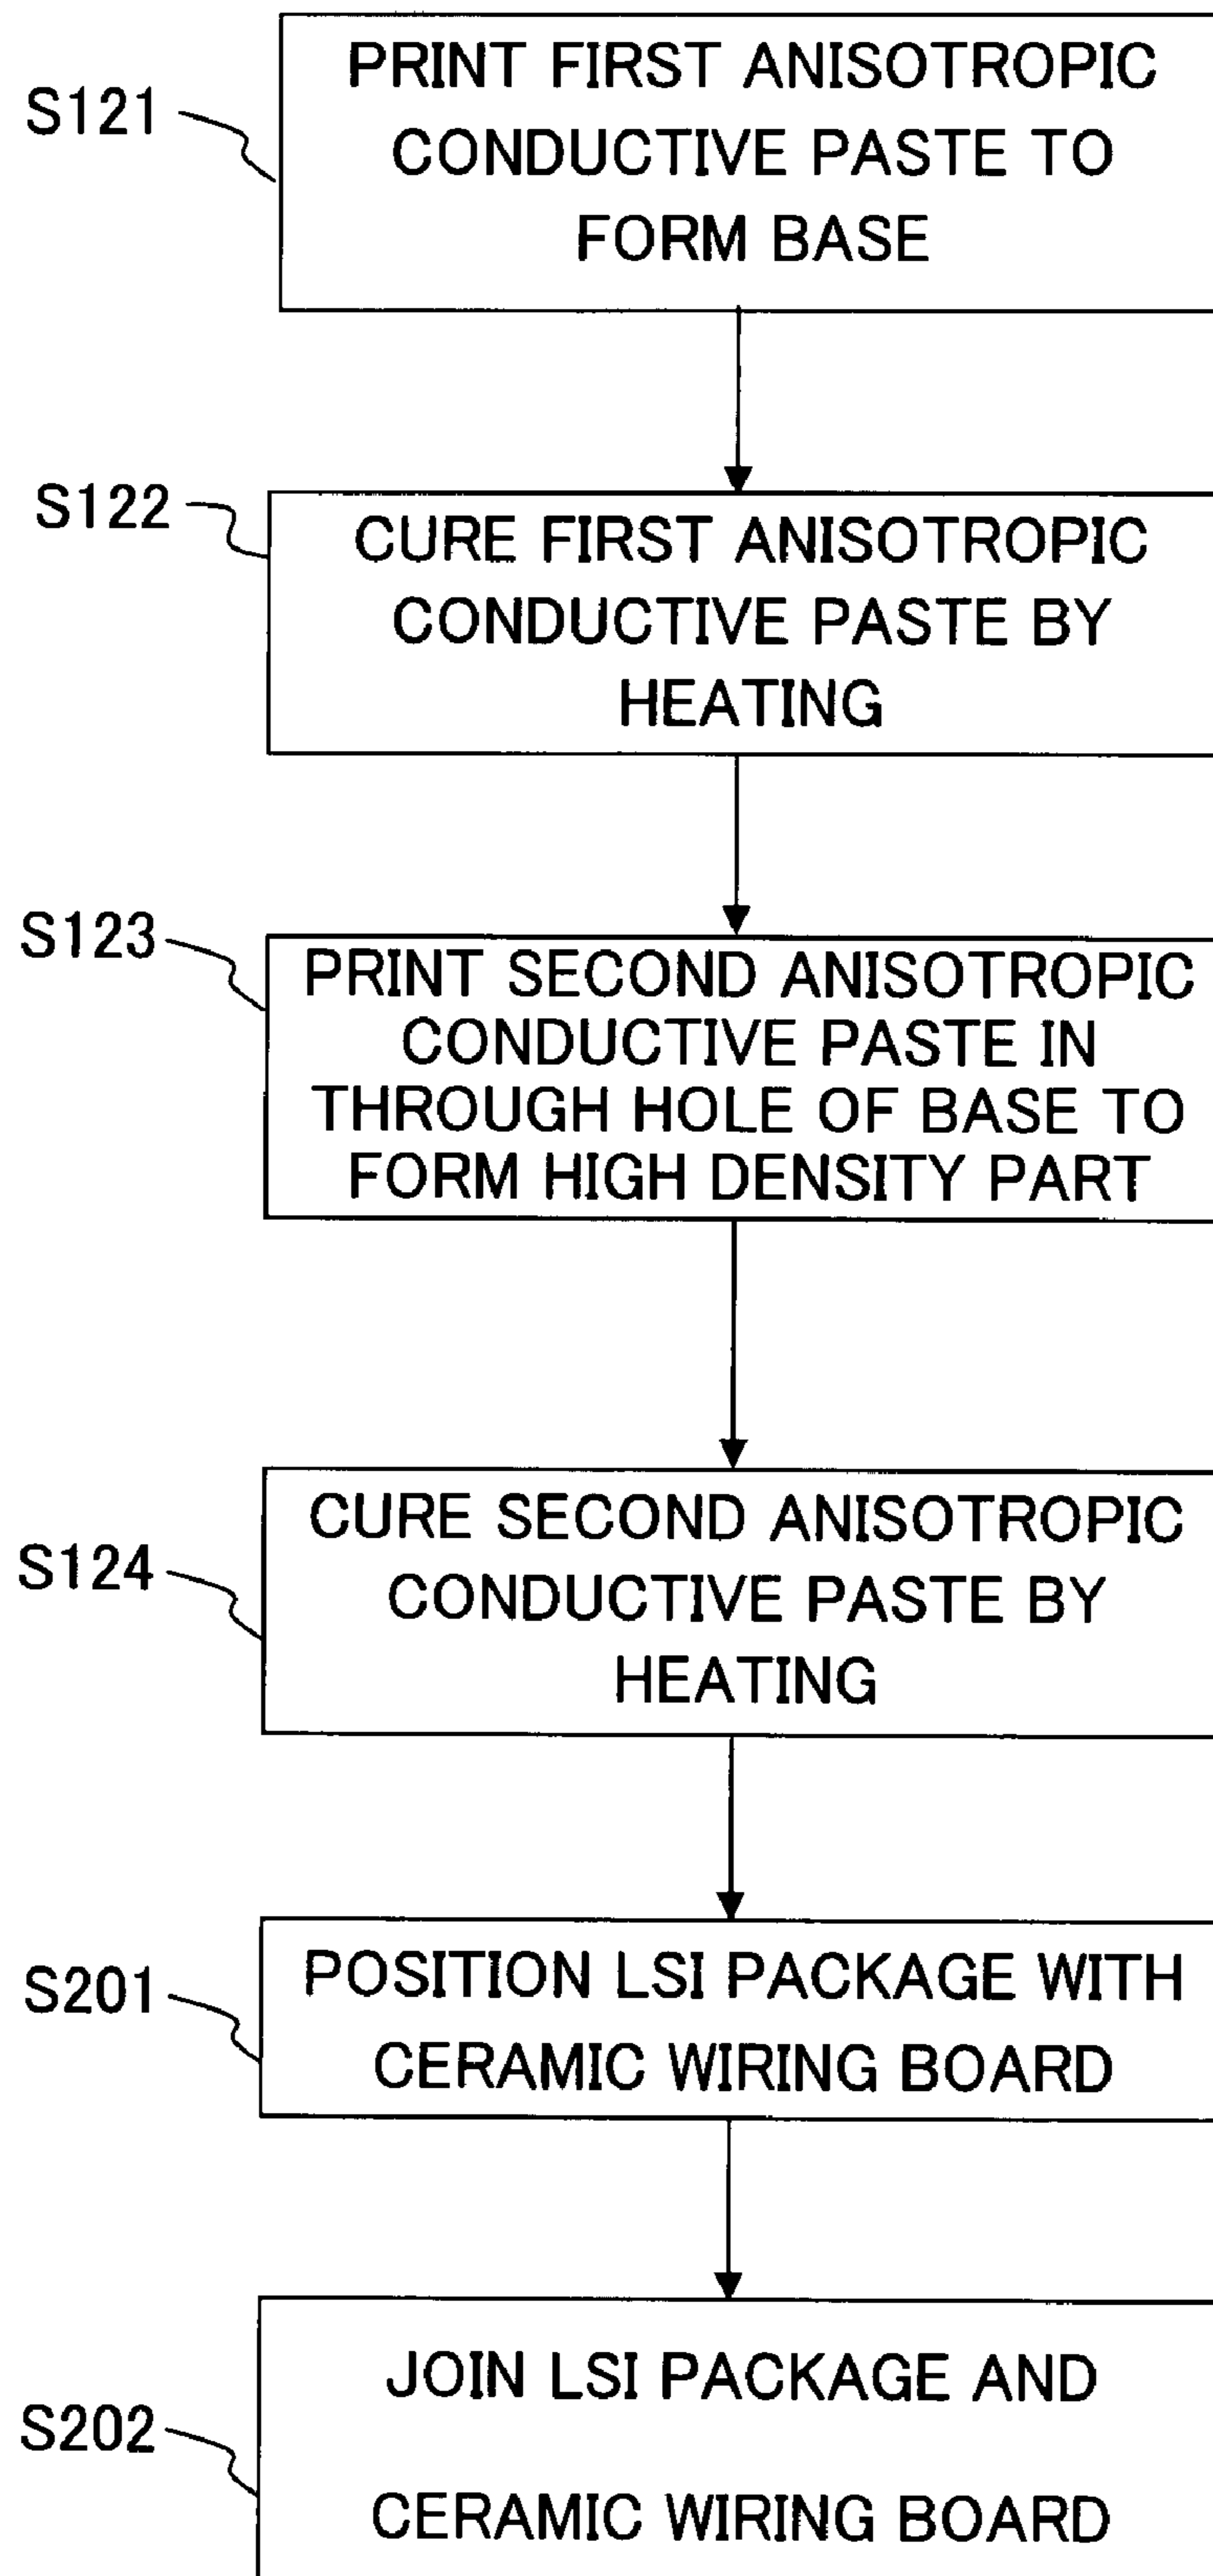 S121
PRINT FIRST ANISOTROPIC
CONDUCTIVE PASTE TO
FORM BASE
S122
CURE FIRST ANISOTROPIC
CONDUCTIVE PASTE BY
HEATING
S123
PRINT SECOND ANISOTROPIC
CONDUCTIVE PASTE IN
THROUGH HOLE OF BASE TO
FORM HIGH DENSITY PART
S124
CURE SECOND ANISOTROPIC
CONDUCTIVE PASTE BY
HEATING
S201
POSITION LSI PACKAGE WITH
CERAMIC WIRING BOARD
S202
JOIN LSI PACKAGE AND
CERAMIC WIRING BOARD